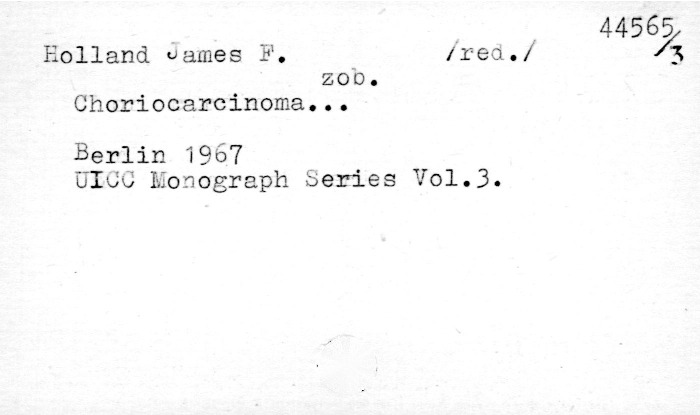 44565/3
Holland James F. /red./
zob.
Choriocarcinoma...
Berlin 1967
UICC Monograph Series Vol.3.